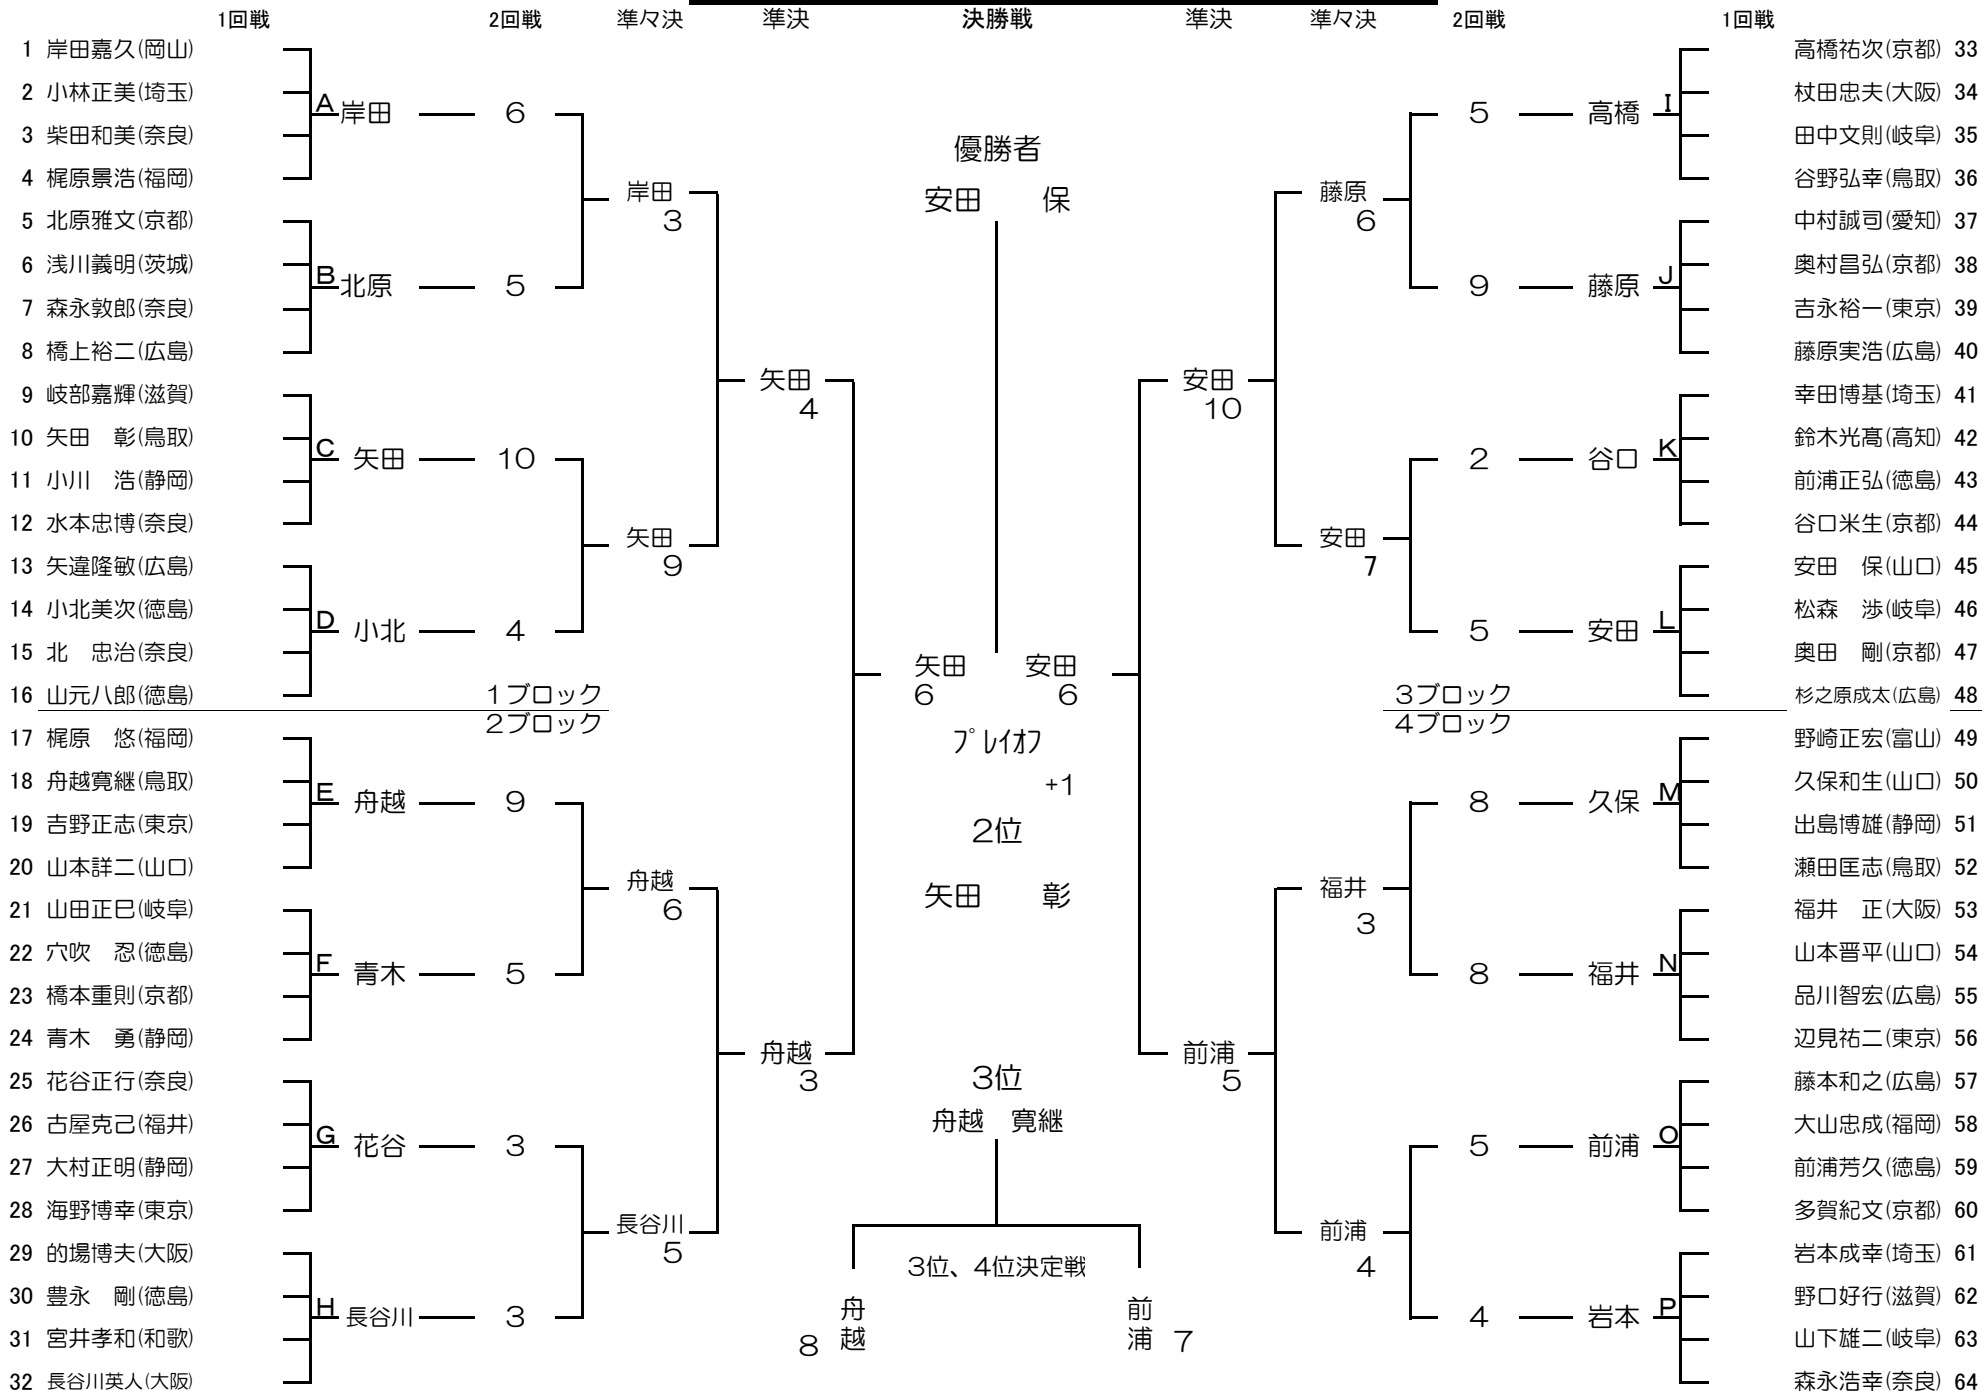 1回戦 2回戦 準々決 準決 決勝戦 準決 準々決 2回戦 1回戦
1 岸田嘉久(岡山)
2 小林正美(埼玉)
3 柴田和美(奈良)
4 梶原景浩(福岡)
5 北原雅文(京都)
6 浅川義明(茨城)
7 森永敦郎(奈良)
8 橋上裕二(広島)
9 岐部嘉輝(滋賀)
10 矢田　彰(鳥取)
11 小川　浩(静岡)
12 水本忠博(奈良)
13 矢違隆敏(広島)
14 小北美次(徳島)
15 北　忠治(奈良)
16 山元八郎(徳島)
17 梶原　悠(福岡)
18 舟越寛継(鳥取)
19 吉野正志(東京)
20 山本詳二(山口)
21 山田正巳(岐阜)
22 穴吹　忍(徳島)
23 橋本重則(京都)
24 青木　勇(静岡)
25 花谷正行(奈良)
26 古屋克己(福井)
27 大村正明(静岡)
28 海野博幸(東京)
29 的場博夫(大阪)
30 豊永　剛(徳島)
31 宮井孝和(和歌)
32 長谷川英人(大阪)
A 岸田 6
B 北原 5
C 矢田 10
D 小北 4
1ブロック
2ブロック
E 舟越 9
F 青木 5
G 花谷 3
H 長谷川 3
岸田
3
矢田
9
舟越
6
長谷川
5
矢田
4
舟越
3
優勝者
安田　保
矢田 安田
6 6
プレイオフ
+1
2位
矢田　彰
3位
舟越　寛継
3位、4位決定戦
舟越
8
前浦
7
安田
10
前浦
5
藤原
6
安田
7
福井
3
前浦
4
5 高橋 I
9 藤原 J
2 谷口 K
5 安田 L
3ブロック
4ブロック
8 久保 M
8 福井 N
5 前浦 O
4 岩本 P
高橋祐次(京都) 33
杖田忠夫(大阪) 34
田中文則(岐阜) 35
谷野弘幸(鳥取) 36
中村誠司(愛知) 37
奥村昌弘(京都) 38
吉永裕一(東京) 39
藤原実浩(広島) 40
幸田博基(埼玉) 41
鈴木光髙(高知) 42
前浦正弘(徳島) 43
谷口米生(京都) 44
安田　保(山口) 45
松森　渉(岐阜) 46
奥田　剛(京都) 47
杉之原成太(広島) 48
野崎正宏(富山) 49
久保和生(山口) 50
出島博雄(静岡) 51
瀬田匡志(鳥取) 52
福井　正(大阪) 53
山本晋平(山口) 54
品川智宏(広島) 55
辺見祐二(東京) 56
藤本和之(広島) 57
大山忠成(福岡) 58
前浦芳久(徳島) 59
多賀紀文(京都) 60
岩本成幸(埼玉) 61
野口好行(滋賀) 62
山下雄二(岐阜) 63
森永浩幸(奈良) 64